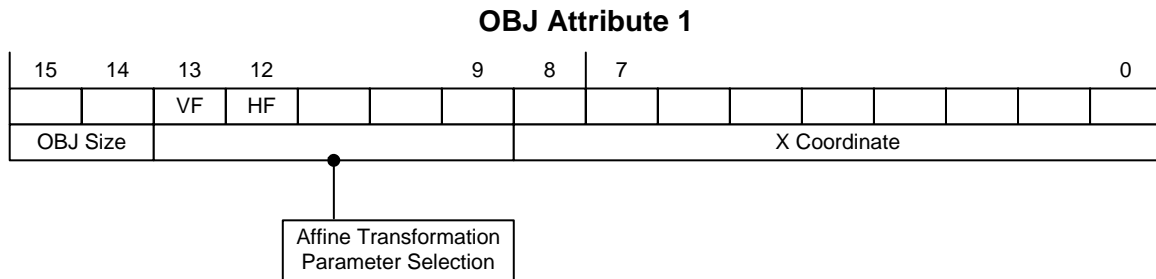 OBJ Attribute 1
15 14 13 12 9 8 7 0
VF HF
OBJ Size X Coordinate
Affine Transformation
Parameter Selection